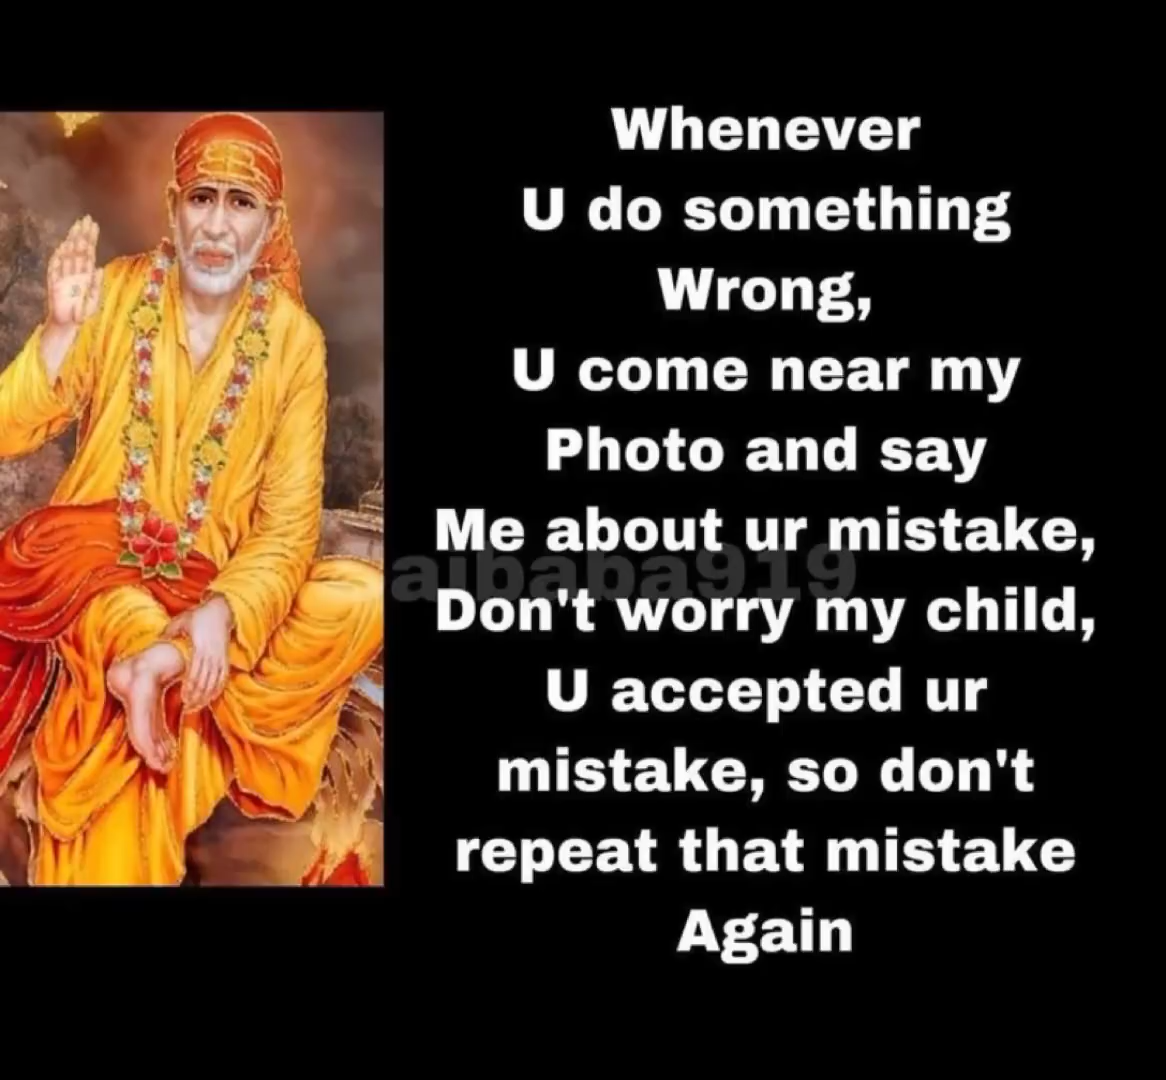 Whenever
U do something
Wrong,
U come near my
Photo and say
Me about ur mistake,
aibaba919
Don't worry my child,
U accepted ur
mistake, so don't
repeat that mistake
Again